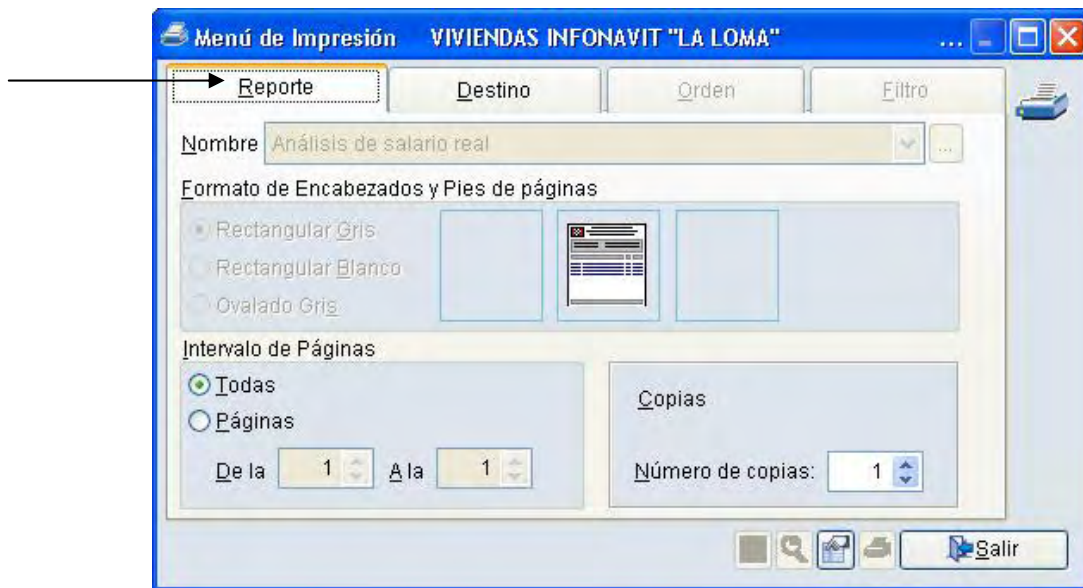 Menú de Impresión VIVIENDAS INFONAVIT "LA LOMA" ...
Reporte Destino Orden Filtro
Nombre Análisis de salario real ...
Formato de Encabezados y Pies de páginas
Rectangular Gris
Rectangular Blanco
Ovalado Gris
Intervalo de Páginas
Todas
Páginas
De la 1 A la 1
Copias
Número de copias: 1
Salir